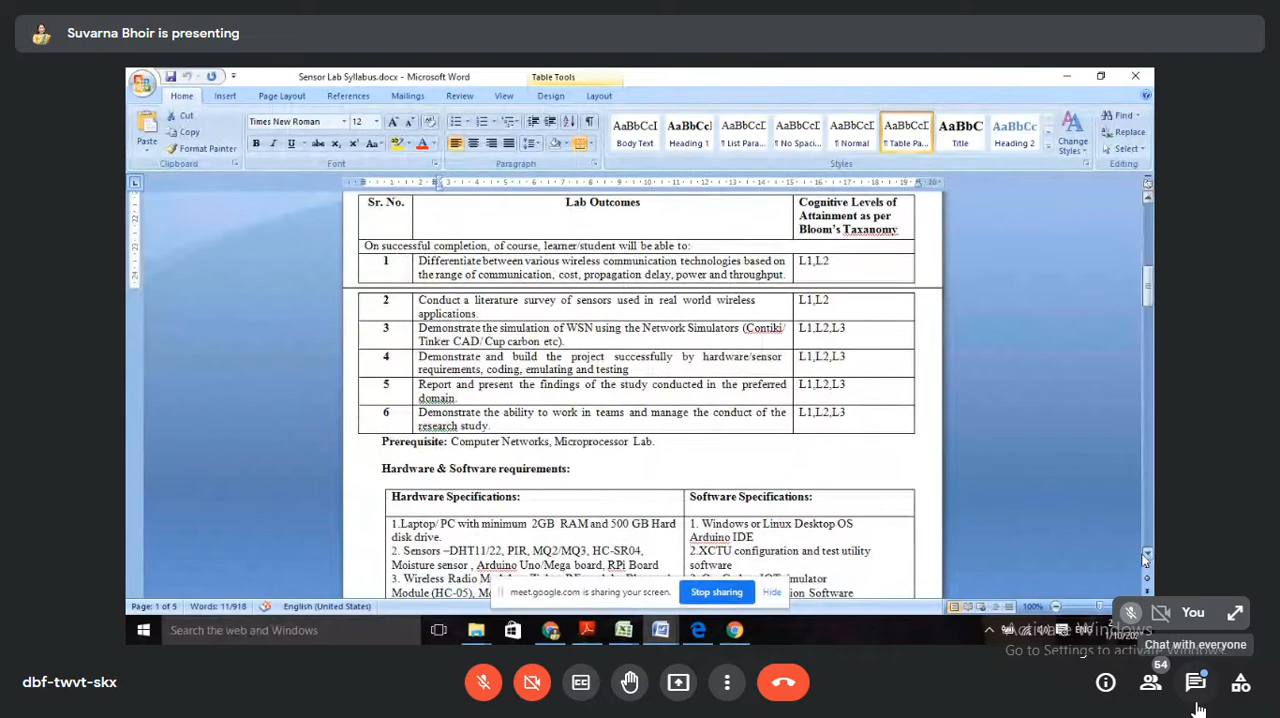 Suvarna Bhoir is presenting
Sensor Lab Syllabus.docx - Microsoft Word
Table Tools
Home Insert Page Layout References Mailings Review View Design Layout
Paste
Cut
Copy
Format Painter
Clipboard
Times New Roman 12
Font
Paragraph
AaBbCcI AaBbCcI AaBbCcI AaBbCcI AaBbCcI AaBbCcI AaBbC AaBbCc
Body Text Heading 1 ¶ List Para... ¶ No Spaci... ¶ Normal ¶ Table Pa... Title Heading 2
Styles
Change Styles
Find
Replace
Select
Editing
Sr. No. Lab Outcomes Cognitive Levels of
Attainment as per
Bloom's Taxanomy
On successful completion, of course, learner/student will be able to:
1 Differentiate between various wireless communication technologies based on L1,L2
the range of communication, cost, propagation delay, power and throughput.
2 Conduct a literature survey of sensors used in real world wireless L1,L2
applications.
3 Demonstrate the simulation of WSN using the Network Simulators (Contiki/ L1,L2,L3
Tinker CAD/ Cup carbon etc).
4 Demonstrate and build the project successfully by hardware/sensor L1,L2,L3
requirements, coding, emulating and testing
5 Report and present the findings of the study conducted in the preferred L1,L2,L3
domain.
6 Demonstrate the ability to work in teams and manage the conduct of the L1,L2,L3
research study.
Prerequisite: Computer Networks, Microprocessor Lab.
Hardware & Software requirements:
Hardware Specifications: Software Specifications:
1.Laptop/ PC with minimum 2GB RAM and 500 GB Hard 1. Windows or Linux Desktop OS
disk drive. Arduino IDE
2. Sensors –DHT11/22, PIR, MQ2/MQ3, HC-SR04, 2.XCTU configuration and test utility
Moisture sensor , Arduino Uno/Mega board, RPi Board software
3. Wireless Radio
Module (HC-05),
meet.google.com is sharing your screen. Stop sharing Hide
Page: 1 of 5 Words: 11/918 English (United States) 100%
Search the web and Windows
ENG
You
Activate Windows
Go to Settings to activate Windows.
Chat with everyone
dbf-twvt-skx
54